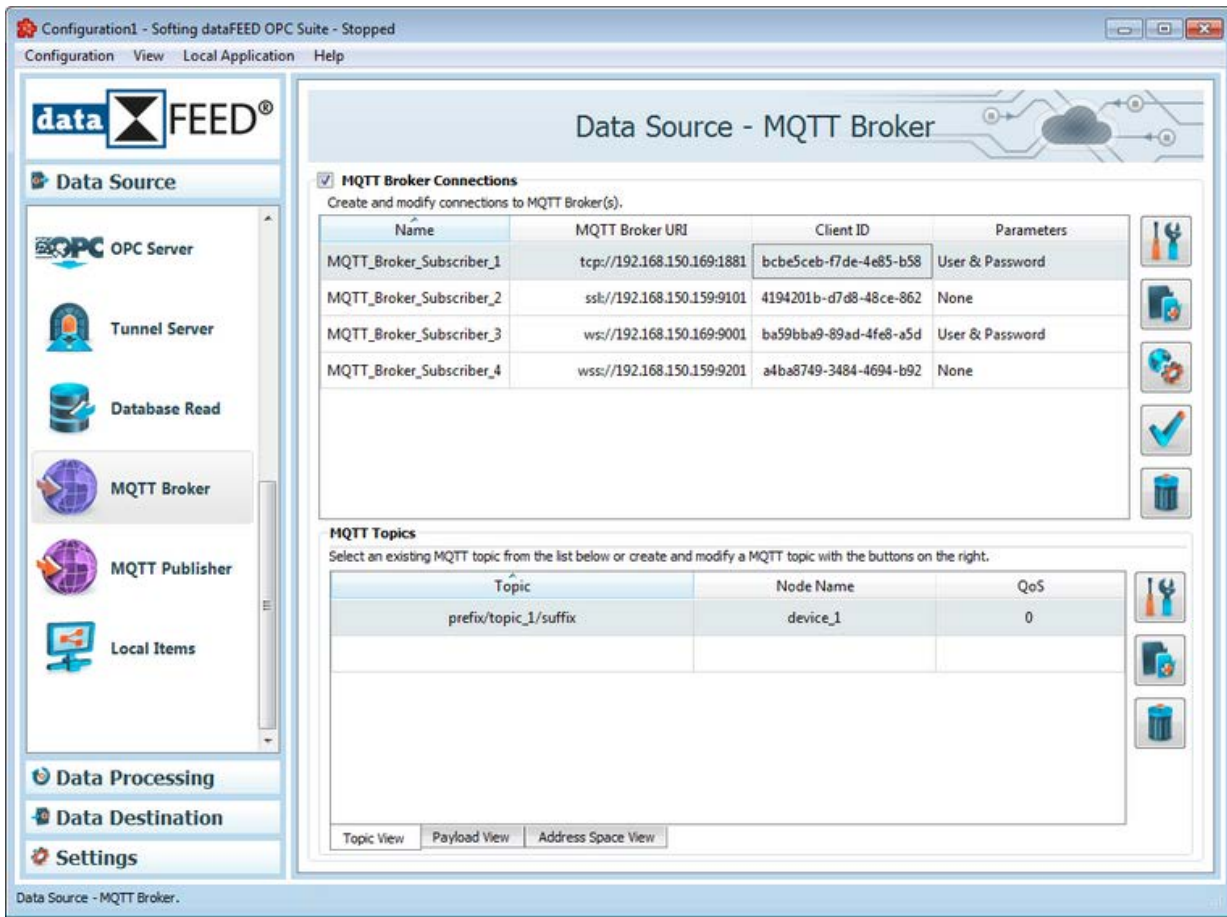 Configuration1 - Softing dataFEED OPC Suite - Stopped
Configuration View Local Application Help
data FEED®
Data Source - MQTT Broker
Data Source
OPC OPC Server
Tunnel Server
Database Read
MQTT Broker
MQTT Publisher
Local Items
Data Processing
Data Destination
Settings
MQTT Broker Connections
Create and modify connections to MQTT Broker(s).
Name MQTT Broker URI Client ID Parameters
MQTT_Broker_Subscriber_1 tcp://192.168.150.169:1881 bcbe5ceb-f7de-4e85-b58 User & Password
MQTT_Broker_Subscriber_2 ssl://192.168.150.159:9101 4194201b-d7d8-48ce-862 None
MQTT_Broker_Subscriber_3 ws://192.168.150.169:9001 ba59bba9-89ad-4fe8-a5d User & Password
MQTT_Broker_Subscriber_4 wss://192.168.150.159:9201 a4ba8749-3484-4694-b92 None
MQTT Topics
Select an existing MQTT topic from the list below or create and modify a MQTT topic with the buttons on the right.
Topic Node Name QoS
prefix/topic_1/suffix device_1 0
Topic View Payload View Address Space View
Data Source - MQTT Broker.